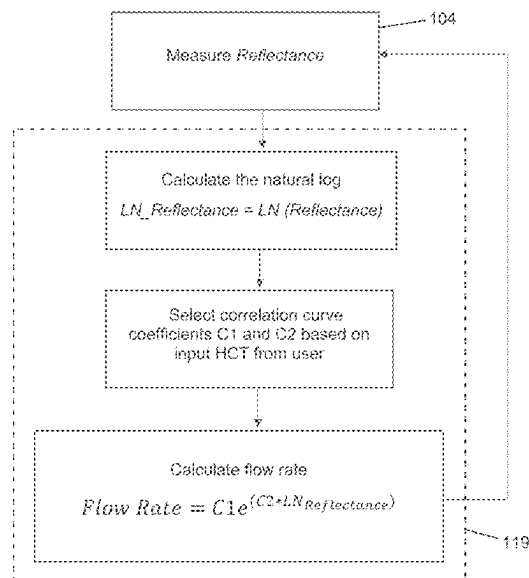 104
Measure Reflectance
Calculate the natural log
LN_Reflectance = LN (Reflectance)
Select correlation curve
coefficients C1 and C2 based on
input HCT from user
Calculate flow rate
Flow Rate = C1e^(C2*LN_Reflectance)
119